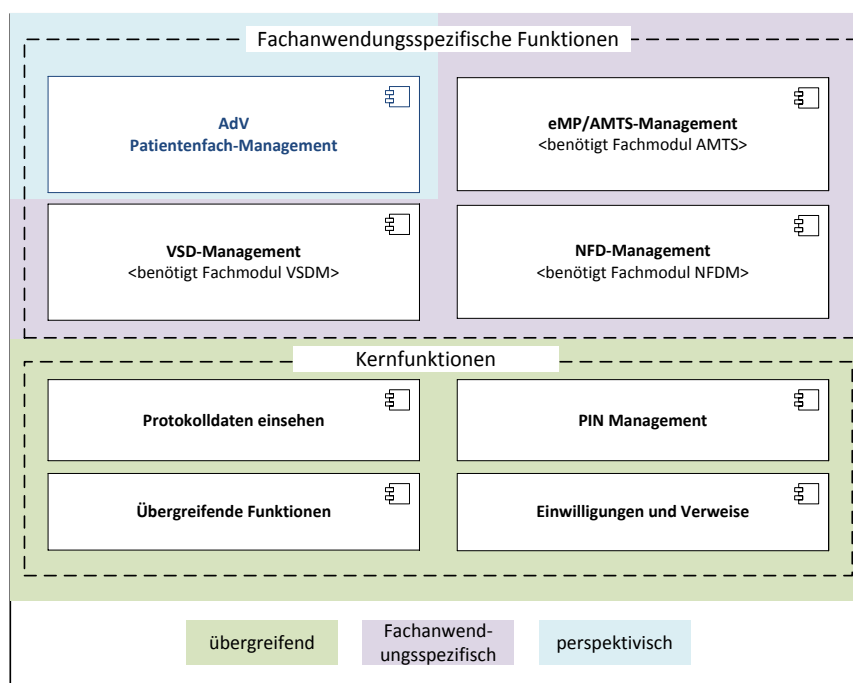 Fachanwendungsspezifische Funktionen
AdV
Patientenfach-Management
eMP/AMTS-Management
<benötigt Fachmodul AMTS>
VSD-Management
<benötigt Fachmodul VSDM>
NFD-Management
<benötigt Fachmodul NFDM>
Kernfunktionen
Protokolldaten einsehen
PIN Management
Übergreifende Funktionen
Einwilligungen und Verweise
übergreifend
Fachanwend-
ungsspezifisch
perspektivisch